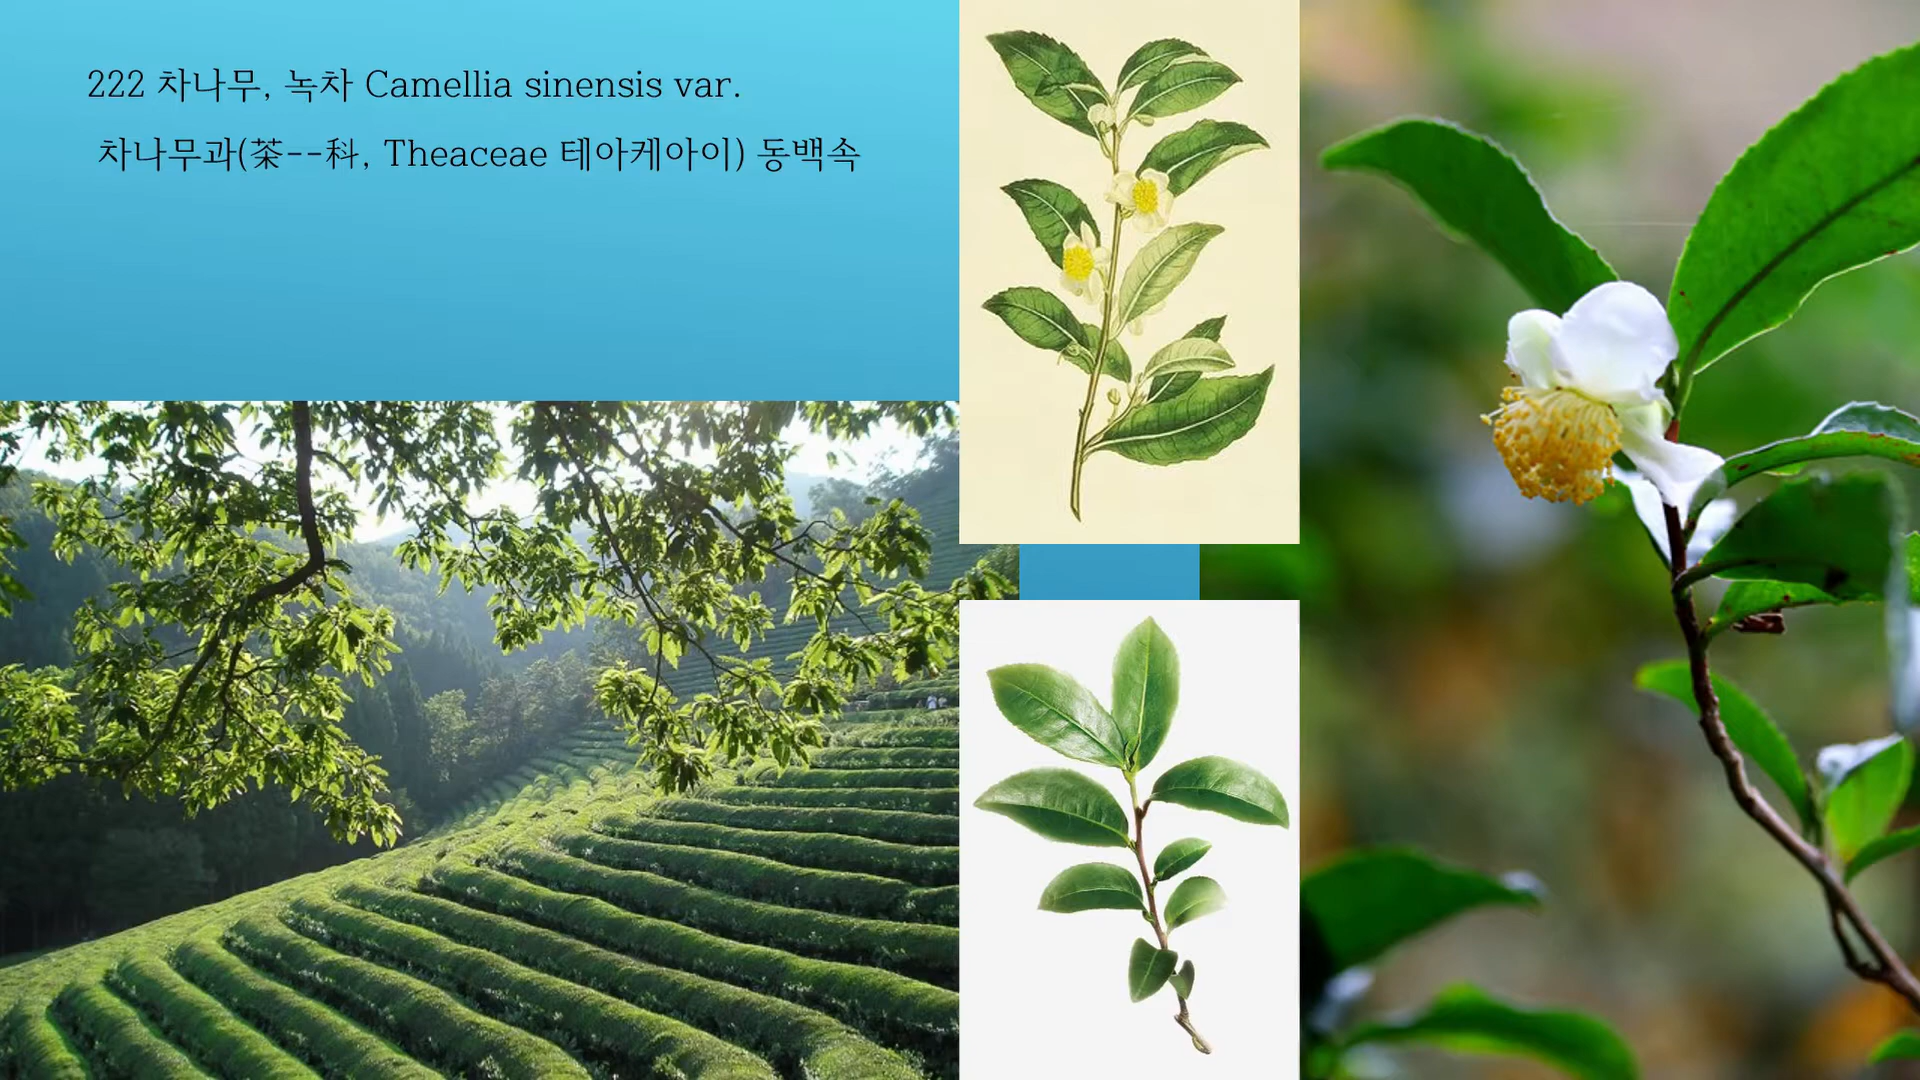 222 차나무, 녹차 Camellia sinensis var.
차나무과(茶--科, Theaceae 테아케아이) 동백속